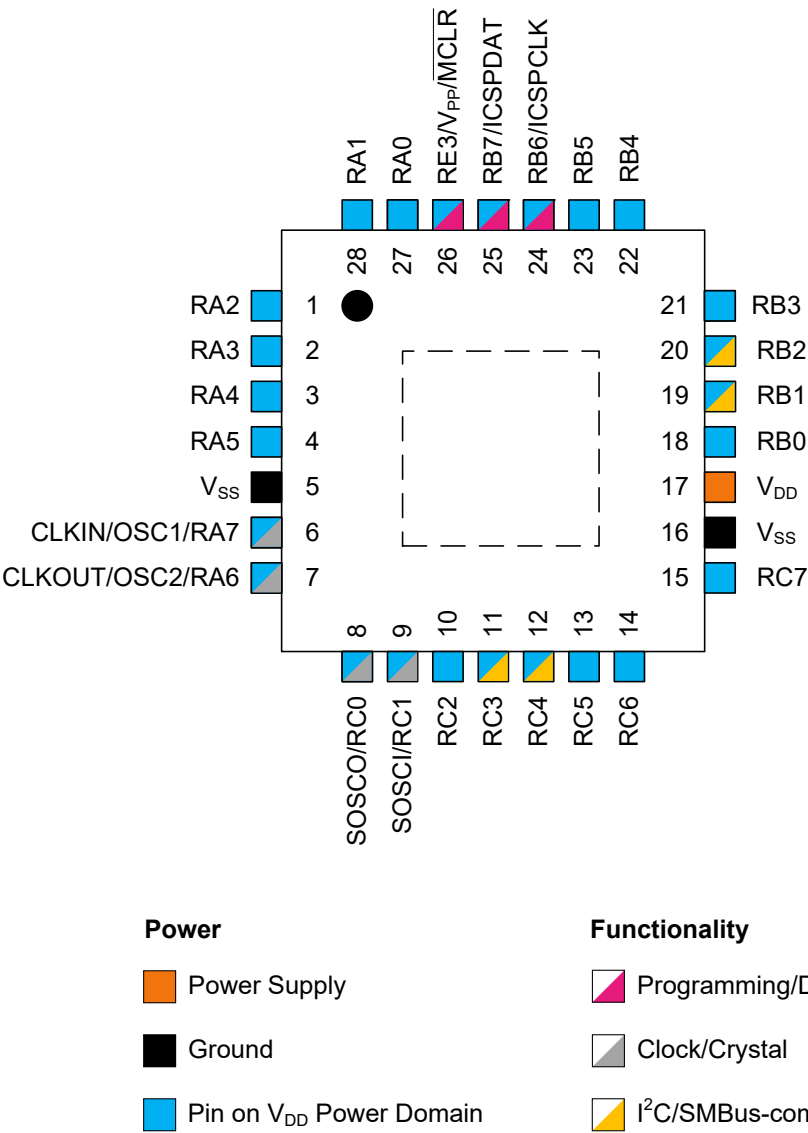 RA1
RA0
RE3/VPP/MCLR
RB7/ICSPDAT
RB6/ICSPCLK
RB5
RB4
28
27
26
25
24
23
22
RA2 1
RA3 2
RA4 3
RA5 4
VSS 5
CLKIN/OSC1/RA7 6
CLKOUT/OSC2/RA6 7
21 RB3
20 RB2
19 RB1
18 RB0
17 VDD
16 VSS
15 RC7
8
9
10
11
12
13
14
SOSCO/RC0
SOSCI/RC1
RC2
RC3
RC4
RC5
RC6
Power
Power Supply
Ground
Pin on VDD Power Domain
Functionality
Programming/D
Clock/Crystal
I²C/SMBus-com